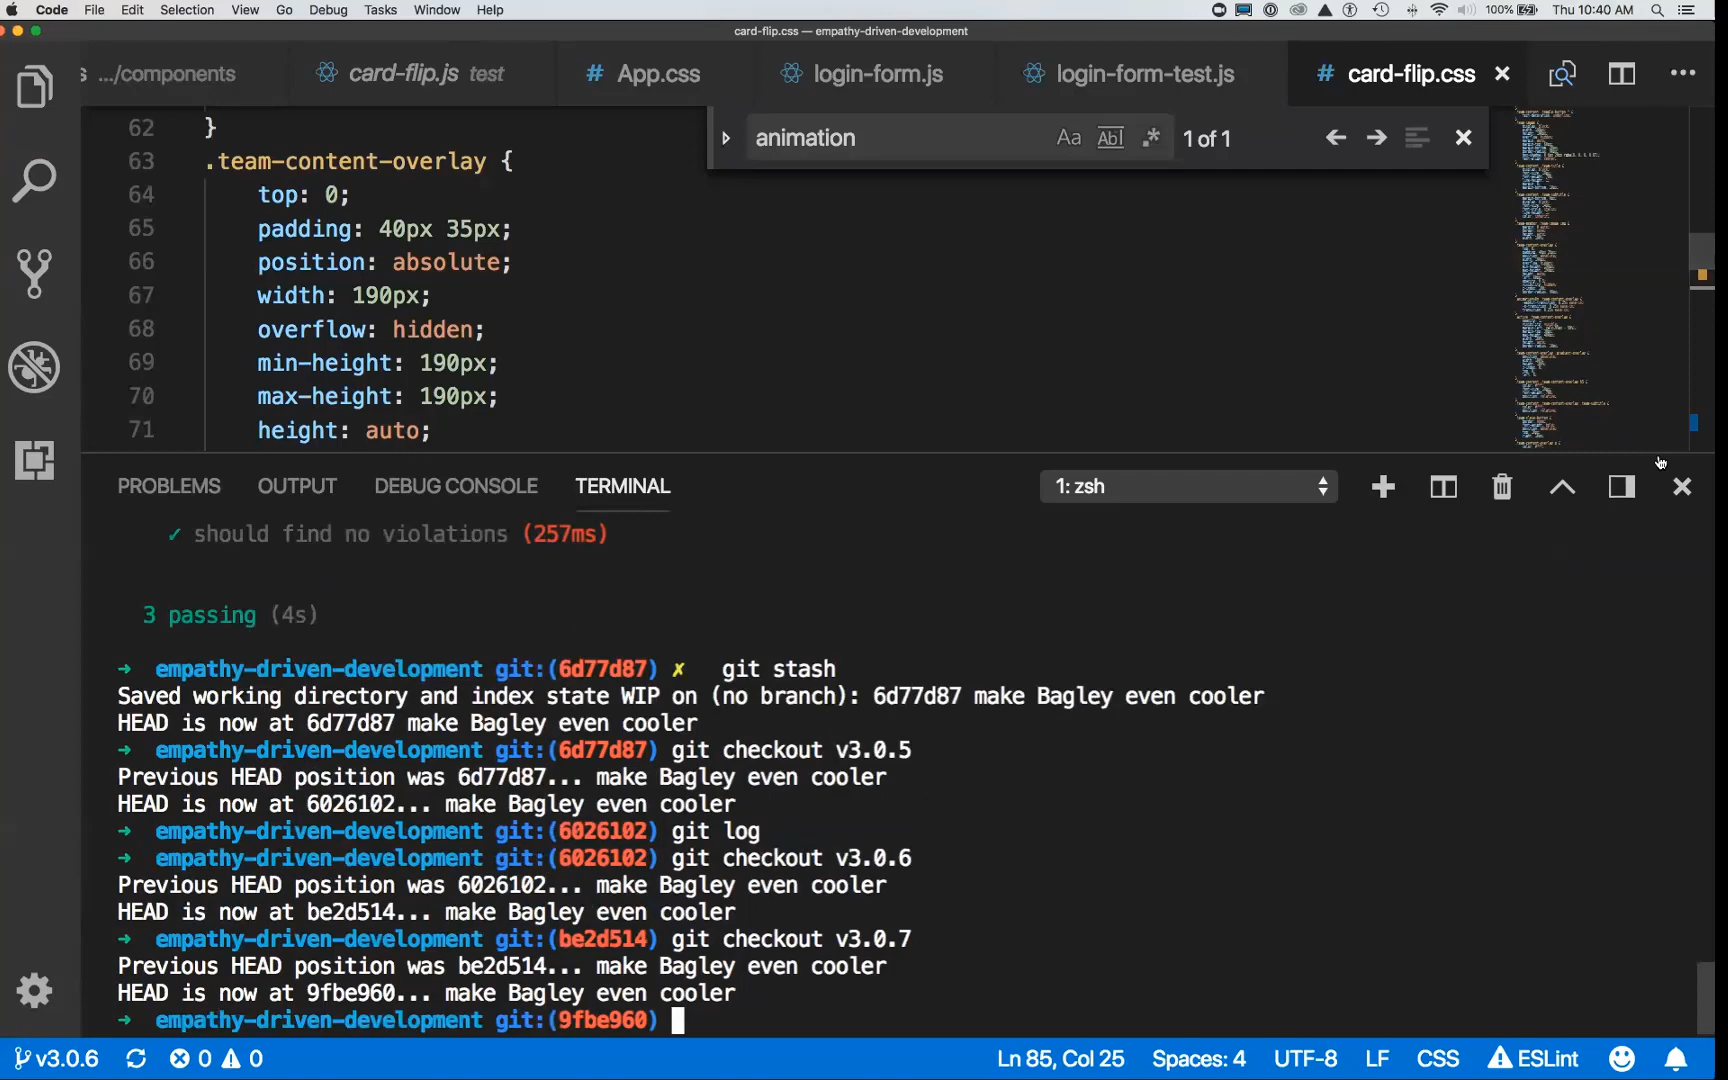 Code File Edit Selection View Go Debug Tasks Window Help 100% Thu 10:40 AM
card-flip.css — empathy-driven-development
s .../components card-flip.js test # App.css login-form.js login-form-test.js # card-flip.css
animation Aa Abl .* 1 of 1
62 }
63 .team-content-overlay {
64 top: 0;
65 padding: 40px 35px;
66 position: absolute;
67 width: 190px;
68 overflow: hidden;
69 min-height: 190px;
70 max-height: 190px;
71 height: auto;
PROBLEMS OUTPUT DEBUG CONSOLE TERMINAL 1: zsh
✓ should find no violations (257ms)
3 passing (4s)
➜ empathy-driven-development git:(6d77d87) ✗ git stash
Saved working directory and index state WIP on (no branch): 6d77d87 make Bagley even cooler
HEAD is now at 6d77d87 make Bagley even cooler
➜ empathy-driven-development git:(6d77d87) git checkout v3.0.5
Previous HEAD position was 6d77d87... make Bagley even cooler
HEAD is now at 6026102... make Bagley even cooler
➜ empathy-driven-development git:(6026102) git log
➜ empathy-driven-development git:(6026102) git checkout v3.0.6
Previous HEAD position was 6026102... make Bagley even cooler
HEAD is now at be2d514... make Bagley even cooler
➜ empathy-driven-development git:(be2d514) git checkout v3.0.7
Previous HEAD position was be2d514... make Bagley even cooler
HEAD is now at 9fbe960... make Bagley even cooler
➜ empathy-driven-development git:(9fbe960)
v3.0.6 0 0 Ln 85, Col 25 Spaces: 4 UTF-8 LF CSS ESLint